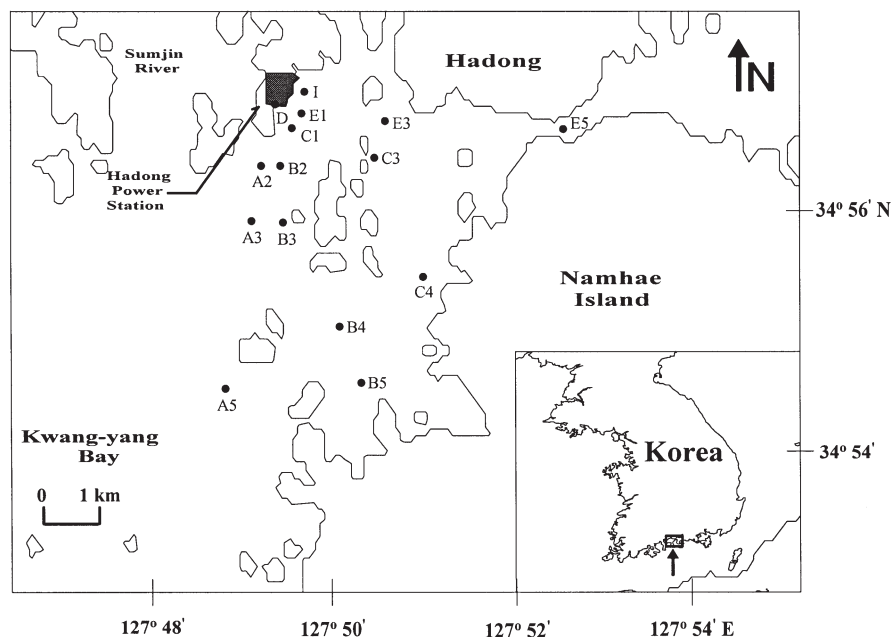 Sumjin
River
Hadong
N
I
D
E1
C1
E3
E5
C3
A2
B2
Hadong
Power
Station
34° 56' N
A3
B3
C4
Namhae
Island
B4
B5
A5
Kwang-yang
Bay
Korea
34° 54'
0 1 km
127° 48'
127° 50'
127° 52'
127° 54' E